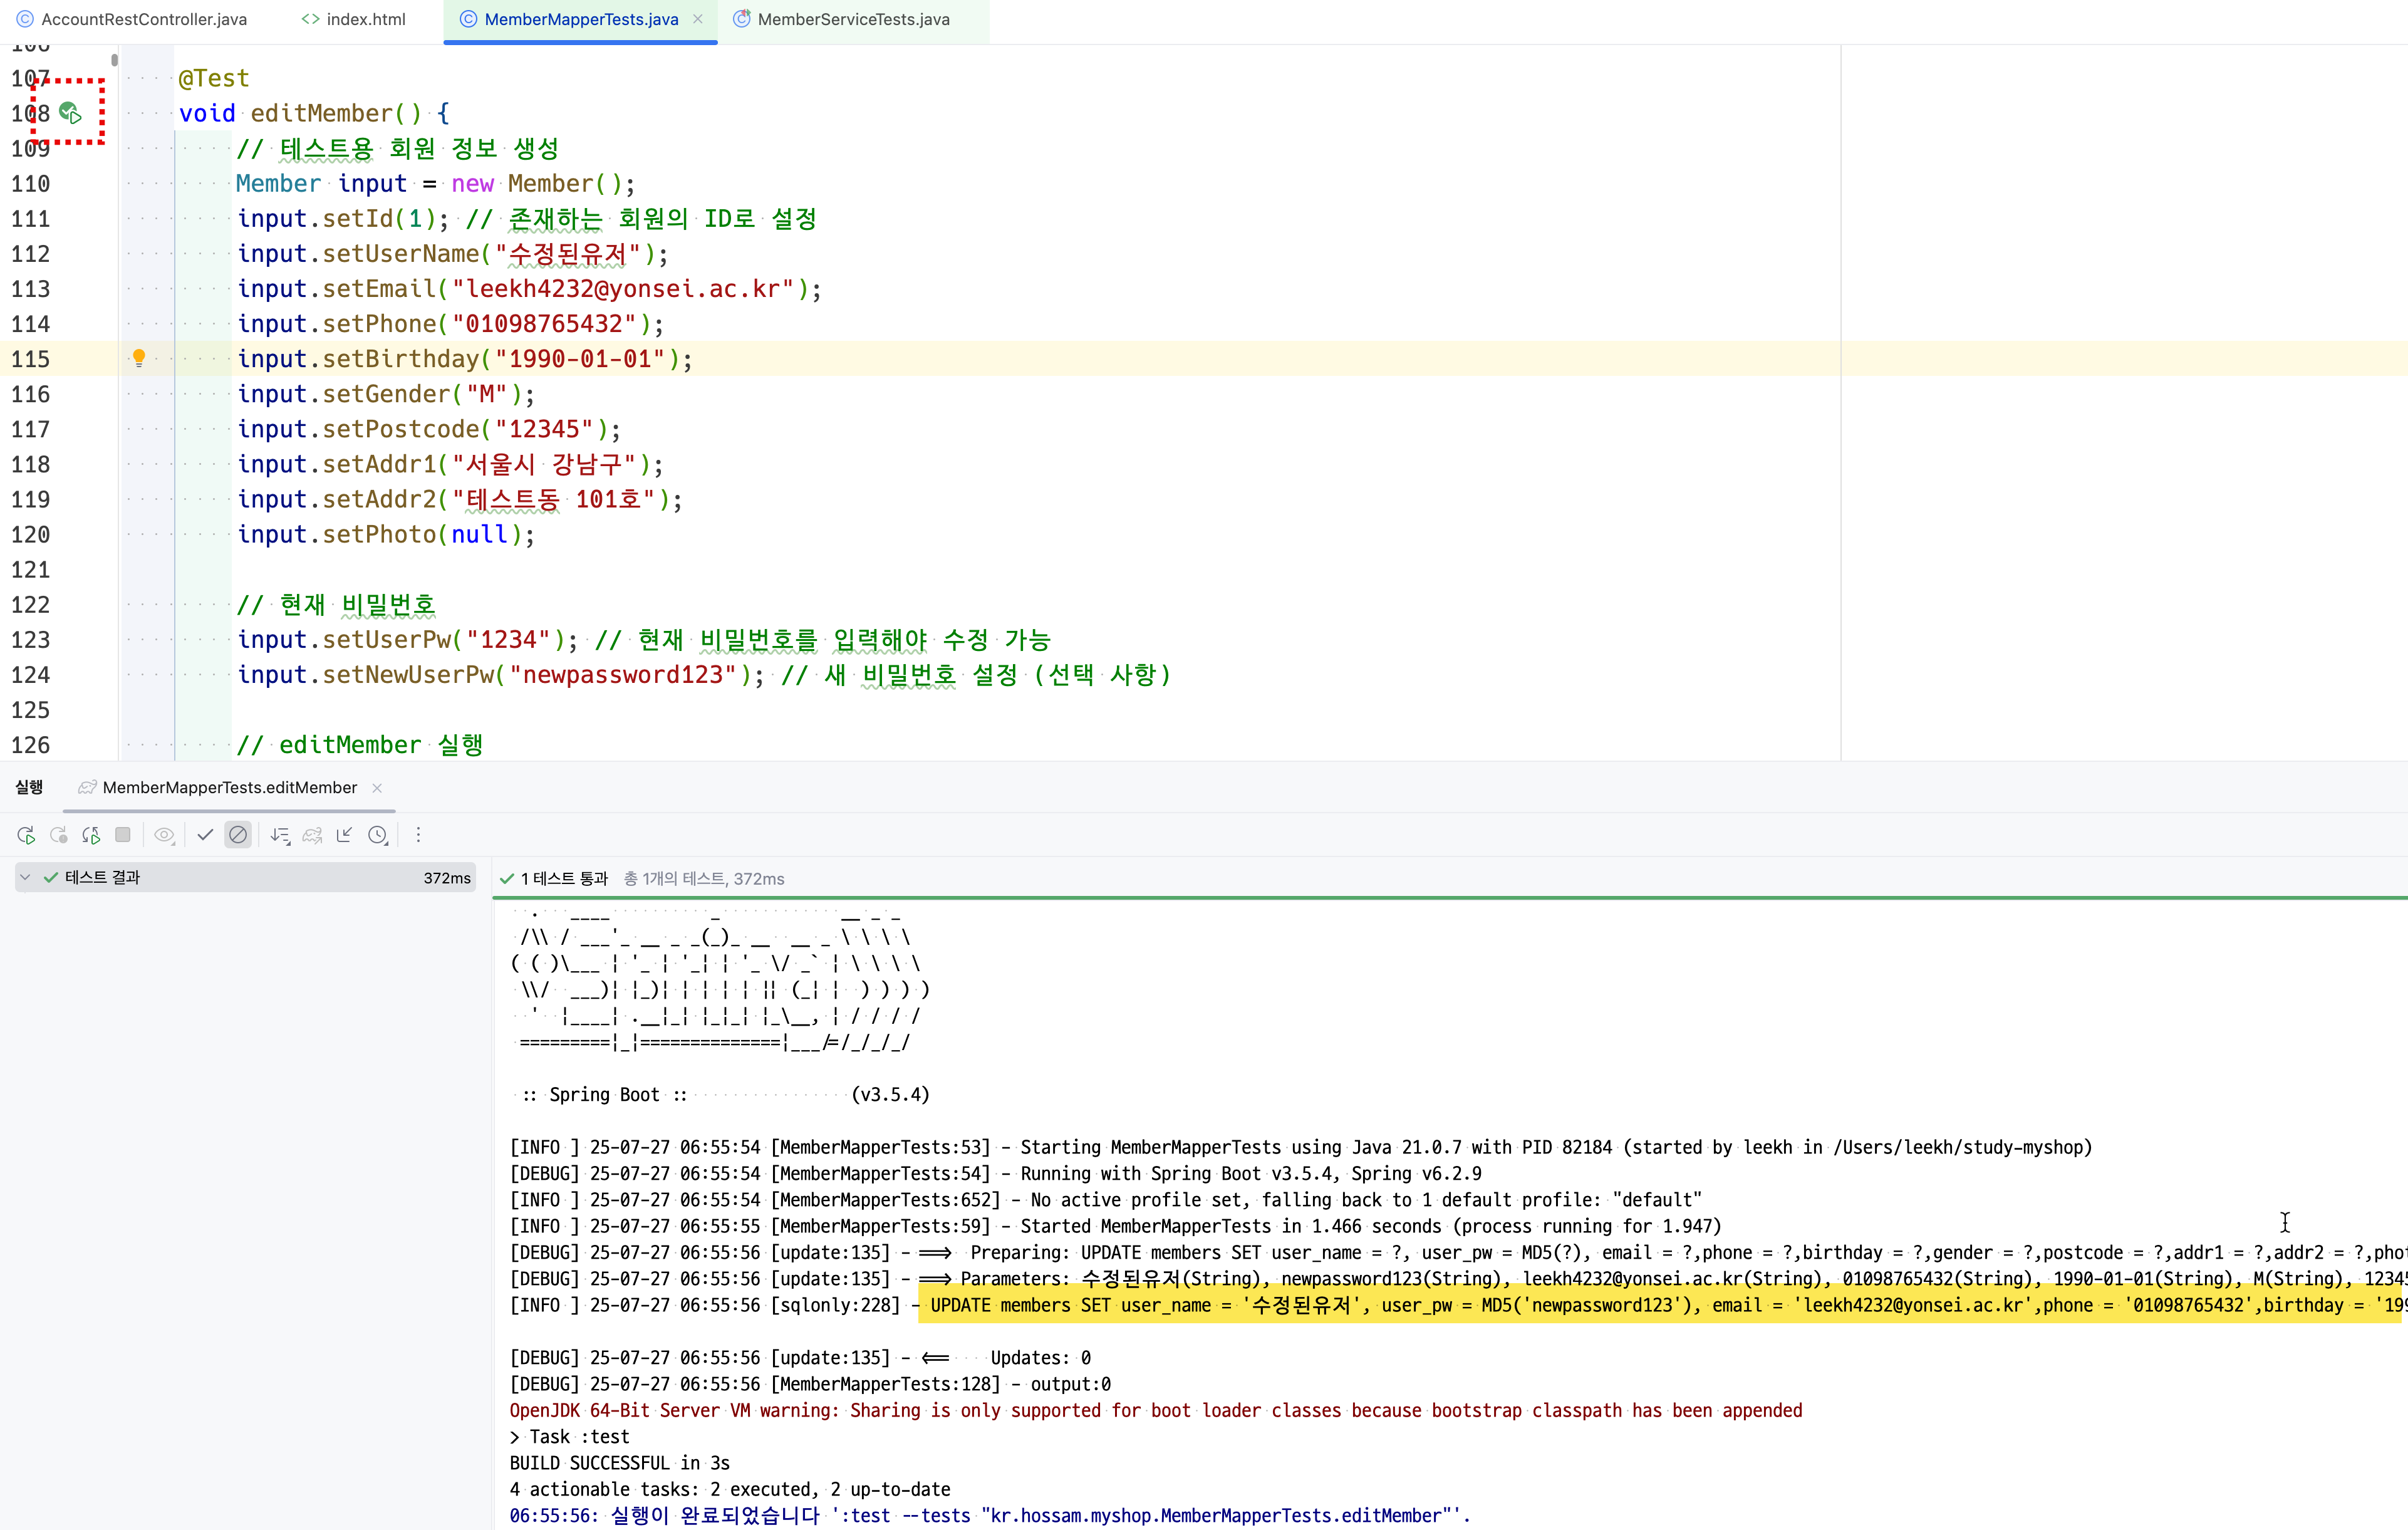 AccountRestController.java index.html MemberMapperTests.java MemberServiceTests.java
107 @Test
108 void editMember() {
109 // 테스트용 회원 정보 생성
110 Member input = new Member();
111 input.setId(1); // 존재하는 회원의 ID로 설정
112 input.setUserName("수정된유저");
113 input.setEmail("leekh4232@yonsei.ac.kr");
114 input.setPhone("01098765432");
115 input.setBirthday("1990-01-01");
116 input.setGender("M");
117 input.setPostcode("12345");
118 input.setAddr1("서울시 강남구");
119 input.setAddr2("테스트동 101호");
120 input.setPhoto(null);
121
122 // 현재 비밀번호
123 input.setUserPw("1234"); // 현재 비밀번호를 입력해야 수정 가능
124 input.setNewUserPw("newpassword123"); // 새 비밀번호 설정 (선택 사항)
125
126 // editMember 실행
실행 MemberMapperTests.editMember
테스트 결과 372ms
1 테스트 통과 총 1개의 테스트, 372ms
  .   ____          _            __ _ _
 /\\ / ___'_ __ _ _(_)_ __  __ _ \ \ \ \
( ( )\___ | '_ | '_| | '_ \/ _` | \ \ \ \
 \\/  ___)| |_)| | | | | || (_| |  ) ) ) )
  '  |____| .__|_| |_|_| |_\__, | / / / /
 =========|_|==============|___/=/_/_/_/
:: Spring Boot :: (v3.5.4)
[INFO ] 25-07-27 06:55:54 [MemberMapperTests:53] - Starting MemberMapperTests using Java 21.0.7 with PID 82184 (started by leekh in /Users/leekh/study-myshop)
[DEBUG] 25-07-27 06:55:54 [MemberMapperTests:54] - Running with Spring Boot v3.5.4, Spring v6.2.9
[INFO ] 25-07-27 06:55:54 [MemberMapperTests:652] - No active profile set, falling back to 1 default profile: "default"
[INFO ] 25-07-27 06:55:55 [MemberMapperTests:59] - Started MemberMapperTests in 1.466 seconds (process running for 1.947)
[DEBUG] 25-07-27 06:55:56 [update:135] - ==>  Preparing: UPDATE members SET user_name = ?, user_pw = MD5(?), email = ?,phone = ?,birthday = ?,gender = ?,postcode = ?,addr1 = ?,addr2 = ?,phot
[DEBUG] 25-07-27 06:55:56 [update:135] - ==> Parameters: 수정된유저(String), newpassword123(String), leekh4232@yonsei.ac.kr(String), 01098765432(String), 1990-01-01(String), M(String), 1234
[INFO ] 25-07-27 06:55:56 [sqlonly:228] - UPDATE members SET user_name = '수정된유저', user_pw = MD5('newpassword123'), email = 'leekh4232@yonsei.ac.kr',phone = '01098765432',birthday = '19
[DEBUG] 25-07-27 06:55:56 [update:135] - <==    Updates: 0
[DEBUG] 25-07-27 06:55:56 [MemberMapperTests:128] - output:0
OpenJDK 64-Bit Server VM warning: Sharing is only supported for boot loader classes because bootstrap classpath has been appended
> Task :test
BUILD SUCCESSFUL in 3s
4 actionable tasks: 2 executed, 2 up-to-date
06:55:56: 실행이 완료되었습니다 ':test --tests "kr.hossam.myshop.MemberMapperTests.editMember"'.